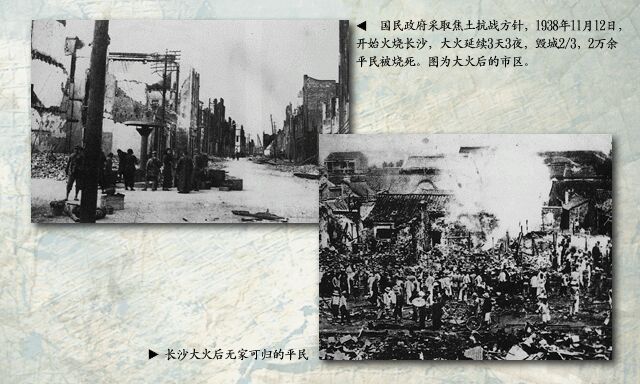 ◀ 国民政府采取焦土抗战方针，1938年11月12日，
开始火烧长沙，大火延续3天3夜，毁城2/3，2万余
平民被烧死。图为大火后的市区。
▶ 长沙大火后无家可归的平民